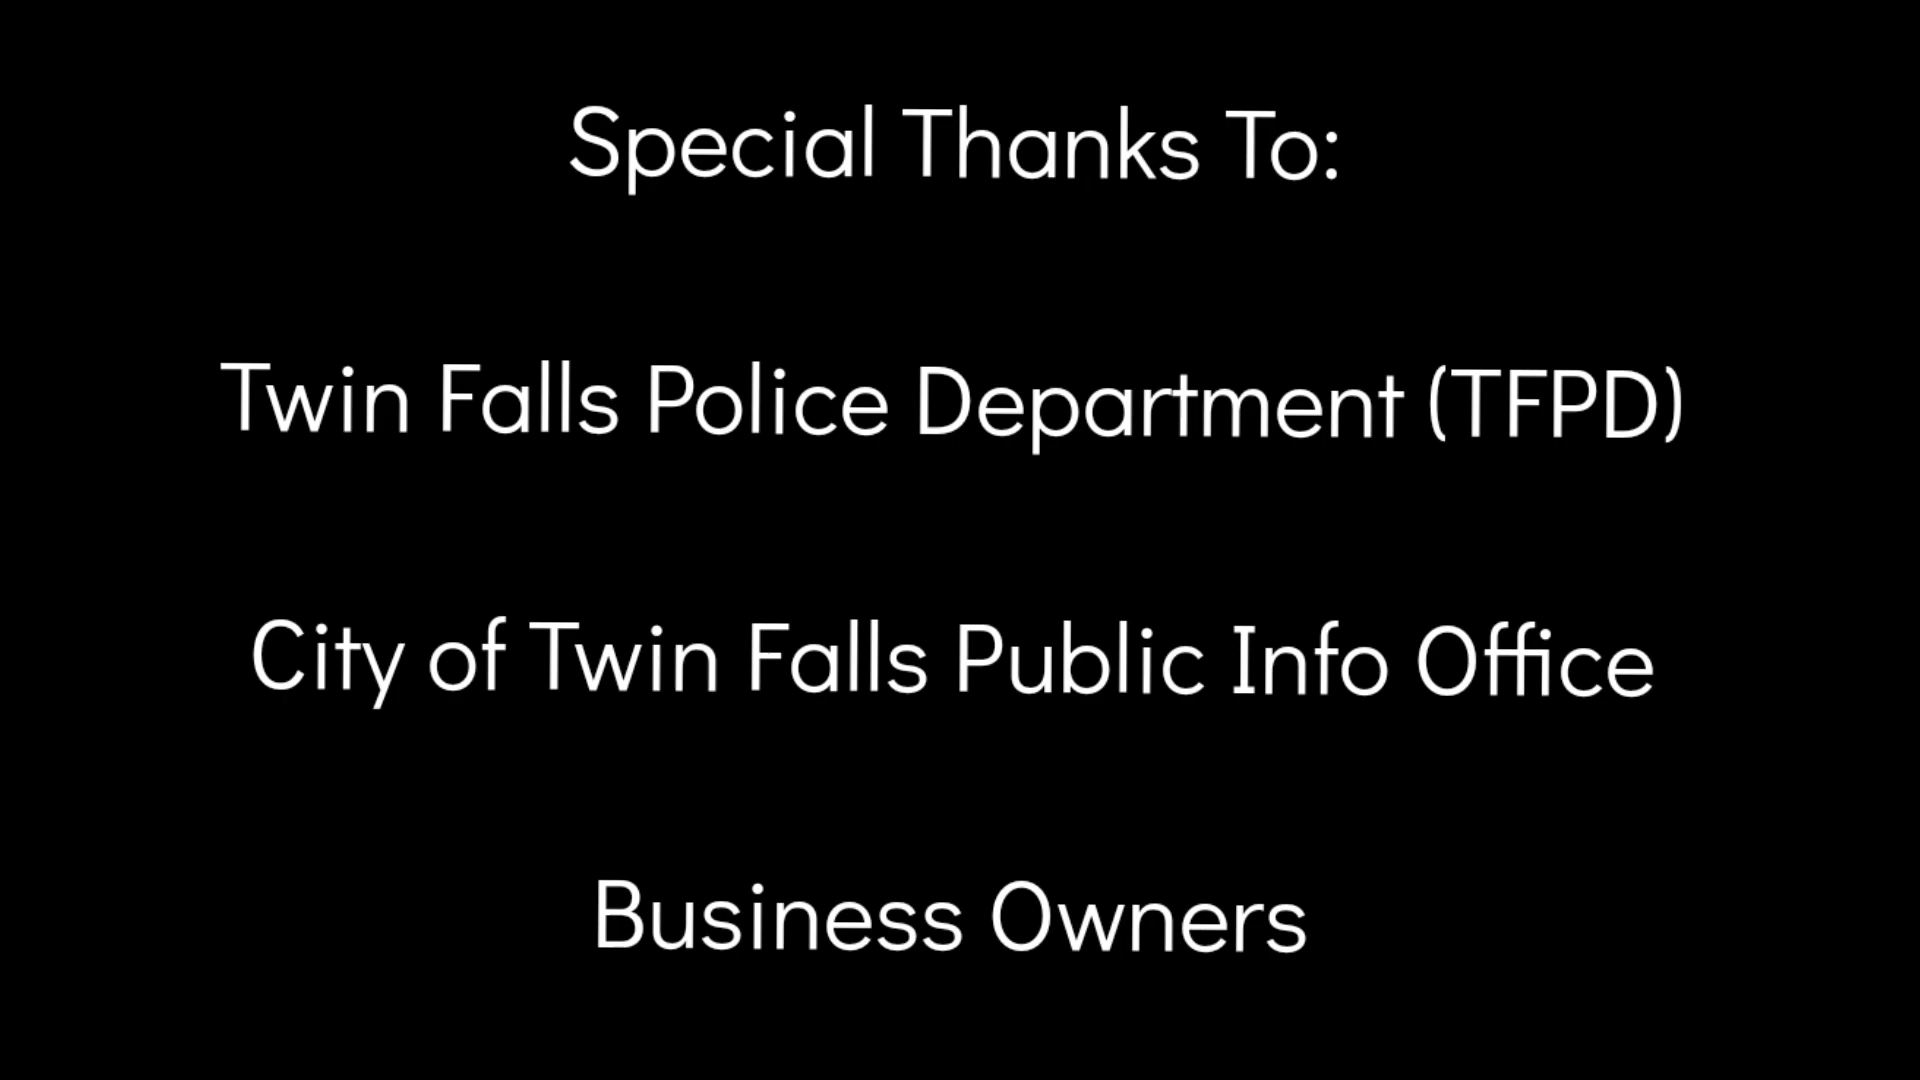 Special Thanks To:
Twin Falls Police Department (TFPD)
City of Twin Falls Public Info Office
Business Owners